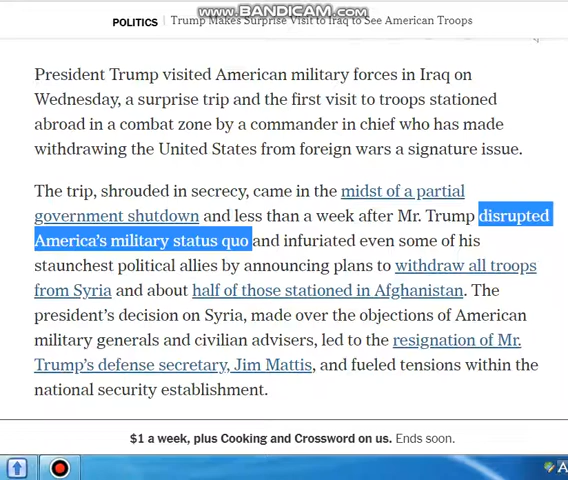 www.BANDICAM.com
POLITICS | Trump Makes Surprise Visit to Iraq to See American Troops
President Trump visited American military forces in Iraq on
Wednesday, a surprise trip and the first visit to troops stationed
abroad in a combat zone by a commander in chief who has made
withdrawing the United States from foreign wars a signature issue.
The trip, shrouded in secrecy, came in the midst of a partial
government shutdown and less than a week after Mr. Trump disrupted
America's military status quo and infuriated even some of his
staunchest political allies by announcing plans to withdraw all troops
from Syria and about half of those stationed in Afghanistan. The
president's decision on Syria, made over the objections of American
military generals and civilian advisers, led to the resignation of Mr.
Trump's defense secretary, Jim Mattis, and fueled tensions within the
national security establishment.
$1 a week, plus Cooking and Crossword on us. Ends soon.
A